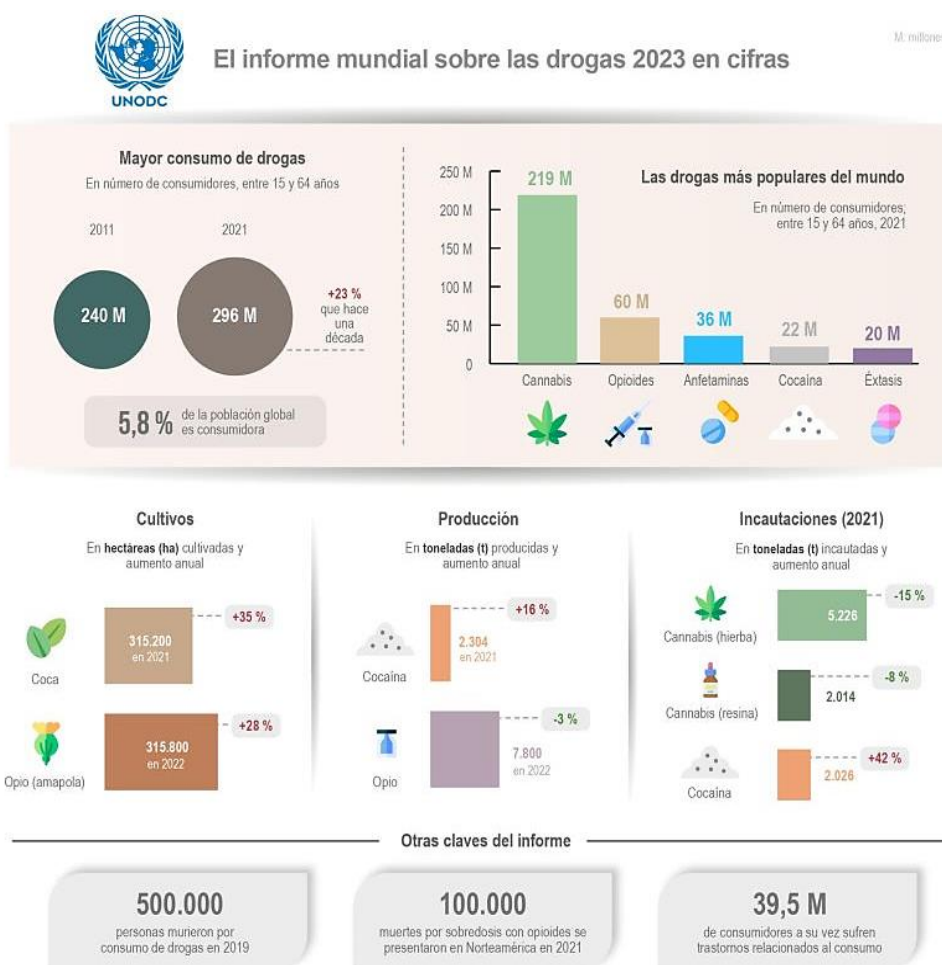 UNODC
El informe mundial sobre las drogas 2023 en cifras
M: millones
Mayor consumo de drogas
En número de consumidores, entre 15 y 64 años
2011
2021
240 M
296 M
+23 %
que hace
una
década
5,8 %
de la población global
es consumidora
Las drogas más populares del mundo
En número de consumidores;
entre 15 y 64 años, 2021
250 M
200 M
150 M
100 M
50 M
0
219 M
60 M
36 M
22 M
20 M
Cannabis
Opioides
Anfetaminas
Cocaína
Éxtasis
Cultivos
En hectáreas (ha) cultivadas y
aumento anual
+35 %
315.200
en 2021
Coca
+28 %
315.800
en 2022
Opio (amapola)
Producción
En toneladas (t) producidas y
aumento anual
+16 %
2.304
en 2021
Cocaína
-3 %
7.800
en 2022
Opio
Incautaciones (2021)
En toneladas (t) incautadas y
aumento anual
-15 %
5.226
Cannabis (hierba)
-8 %
2.014
Cannabis (resina)
+42 %
2.026
Cocaína
Otras claves del informe
500.000
personas murieron por
consumo de drogas en 2019
100.000
muertes por sobredosis con opioides se
presentaron en Norteamérica en 2021
39,5 M
de consumidores a su vez sufren
trastornos relacionados al consumo